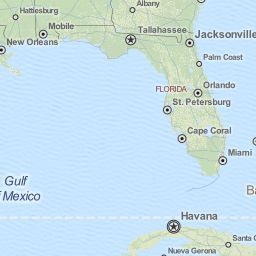 Hattiesburg
Albany
Mobile
Tallahassee
Jacksonville
New Orleans
Palm Coast
FLORIDA
Orlando
St. Petersburg
Cape Coral
Miami
Gulf
f Mexico
Ba
Havana
Santa C
Nueva Gerona